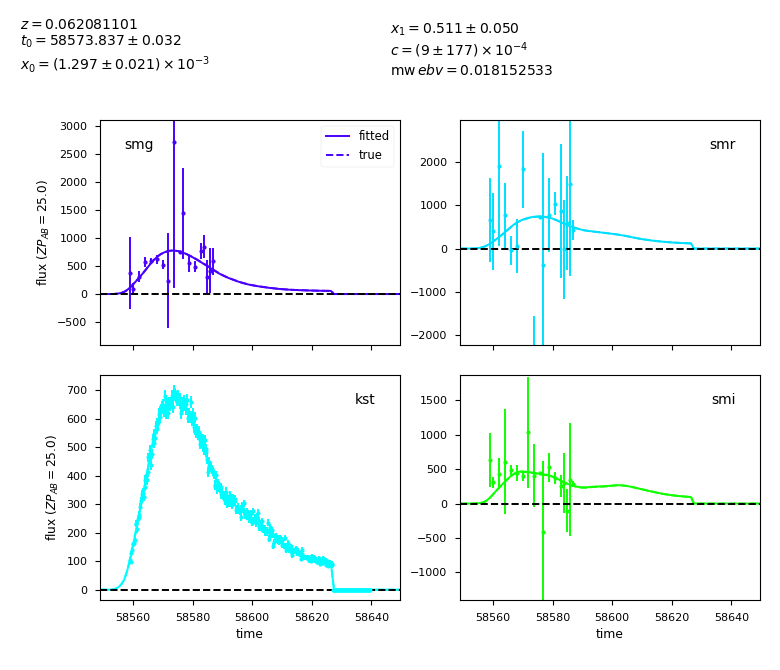 z = 0.062081101
t0 = 58573.837 ± 0.032
x0 = (1.297 ± 0.021) × 10^−3
x1 = 0.511 ± 0.050
c = (9 ± 177) × 10^−4
mw ebv = 0.018152533
smg
fitted
true
3000
2500
2000
1500
1000
500
0
−500
flux (ZP_AB = 25.0)
smr
2000
1000
0
−1000
−2000
kst
700
600
500
400
300
200
100
0
flux (ZP_AB = 25.0)
58560 58580 58600 58620 58640
time
smi
1500
1000
500
0
−500
−1000
58560 58580 58600 58620 58640
time